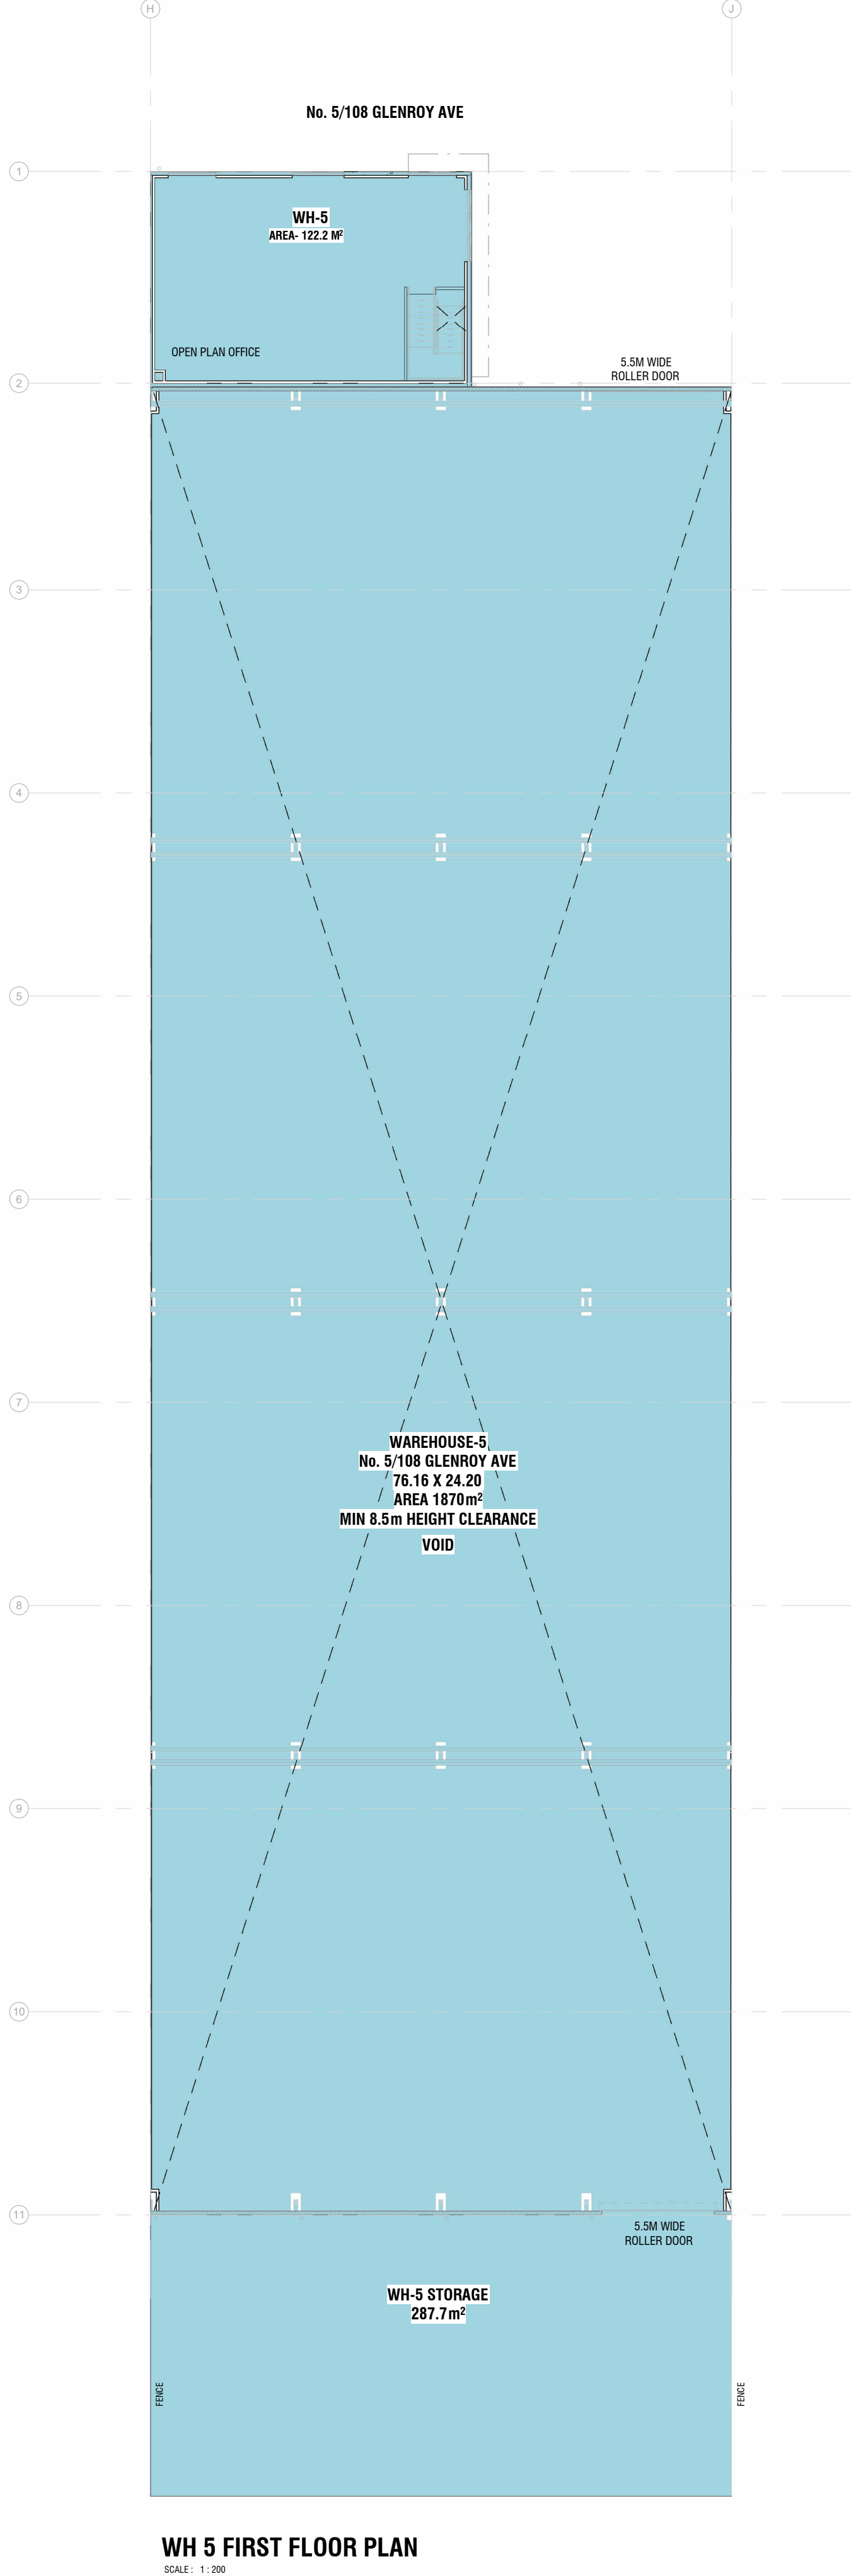 H
J
No. 5/108 GLENROY AVE
1
WH-5
AREA- 122.2 M²
OPEN PLAN OFFICE
5.5M WIDE
ROLLER DOOR
2
3
4
5
6
7
WAREHOUSE-5
No. 5/108 GLENROY AVE
76.16 X 24.20
AREA 1870m²
MIN 8.5m HEIGHT CLEARANCE
VOID
8
9
10
11
5.5M WIDE
ROLLER DOOR
WH-5 STORAGE
287.7m²
FENCE
FENCE
WH 5 FIRST FLOOR PLAN
SCALE : 1 : 200